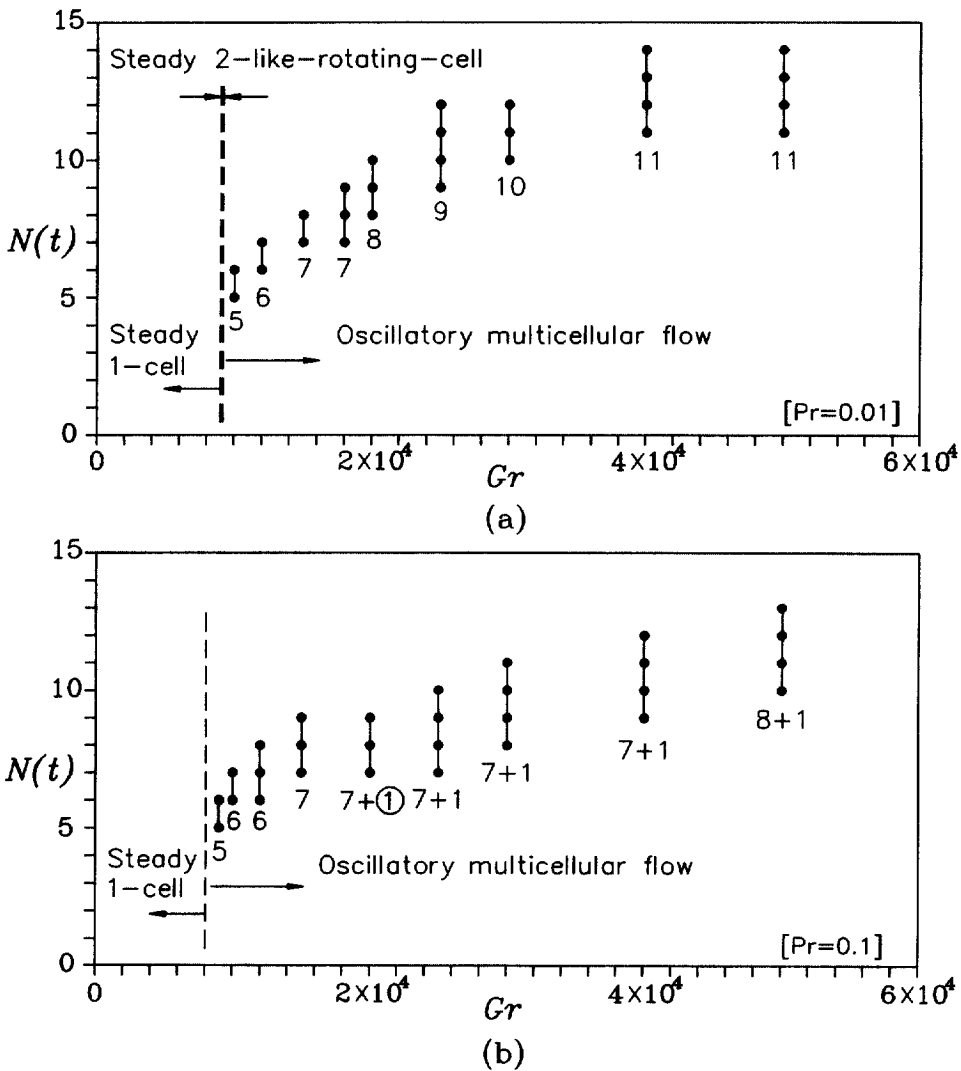 15
Steady 2-like-rotating-cell
10
11 11
10
9
8
7 7
N(t)
6
5
5
Steady Oscillatory multicellular flow
1-cell
[Pr=0.01]
0
0 2×10⁴ 4×10⁴ 6×10⁴
Gr
(a)
15
10
8+1
7+1
7+1
N(t)
7 7+① 7+1
6 6
5
5
Steady Oscillatory multicellular flow
1-cell
[Pr=0.1]
0
0 2×10⁴ 4×10⁴ 6×10⁴
Gr
(b)